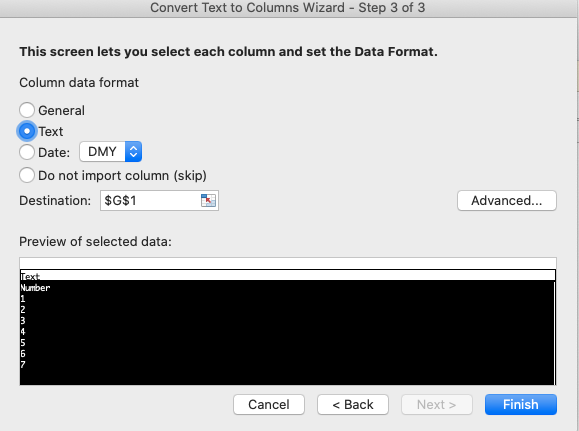 Convert Text to Columns Wizard - Step 3 of 3
This screen lets you select each column and set the Data Format.
Column data format
General
Text
Date: DMY
Do not import column (skip)
Destination: $G$1 Advanced...
Preview of selected data:
Text
Number
1
2
3
4
5
6
7
Cancel < Back Next > Finish